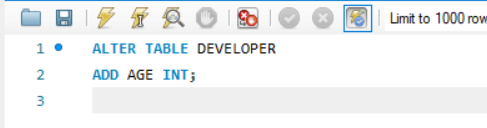 Limit to 1000 row
1 ALTER TABLE DEVELOPER
2 ADD AGE INT;
3